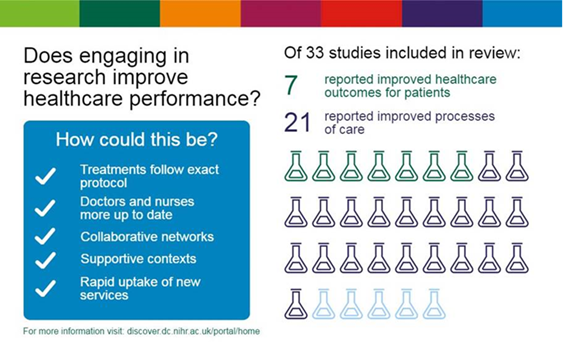 Does engaging in
research improve
healthcare performance?
How could this be?
Treatments follow exact
protocol
Doctors and nurses
more up to date
Collaborative networks
Supportive contexts
Rapid uptake of new
services
For more information visit: discover.dc.nihr.ac.uk/portal/home
Of 33 studies included in review:
7 reported improved healthcare
outcomes for patients
21 reported improved processes
of care